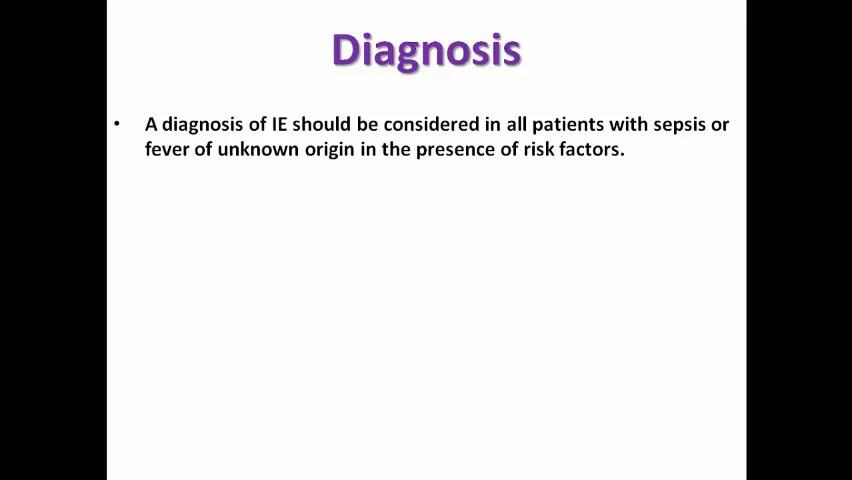 Diagnosis
• A diagnosis of IE should be considered in all patients with sepsis or
fever of unknown origin in the presence of risk factors.